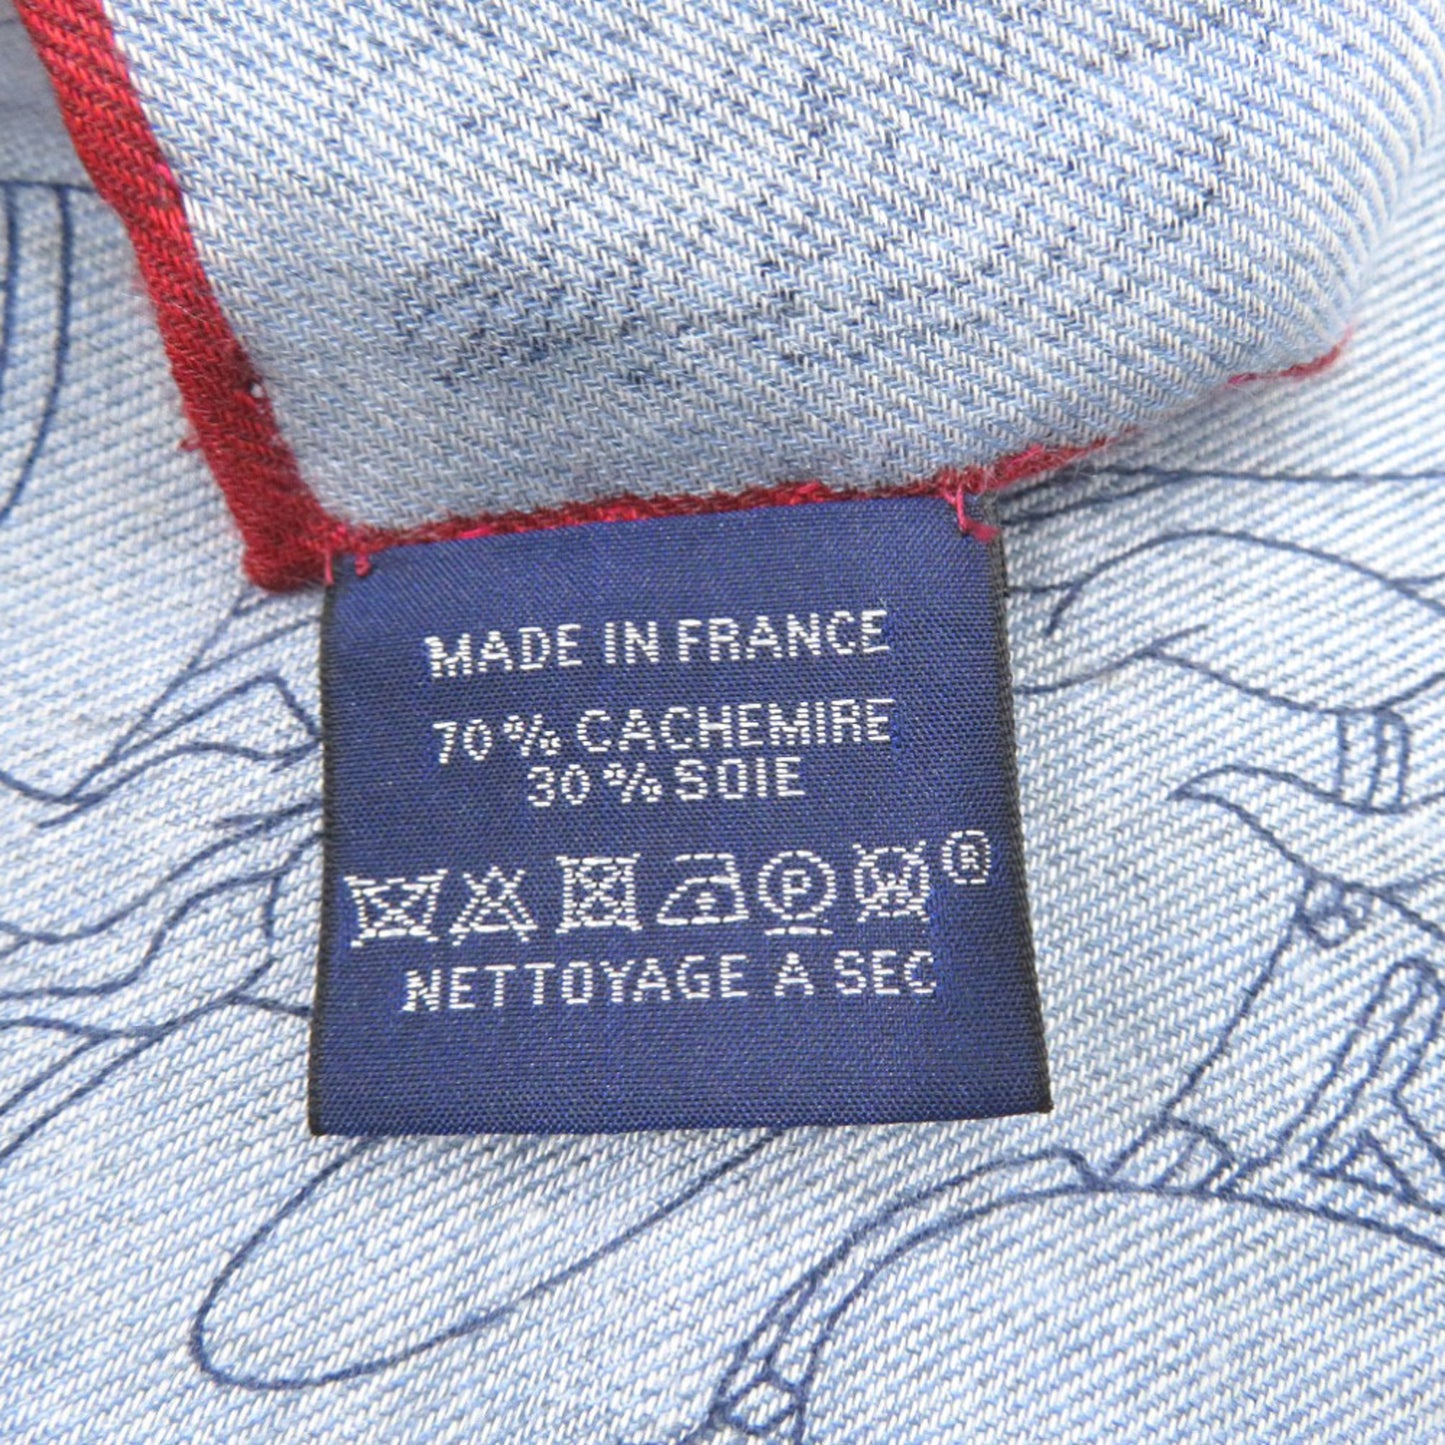 MADE IN FRANCE
70 % CACHEMIRE
30 % SOIE
P W ®
NETTOYAGE A SEC